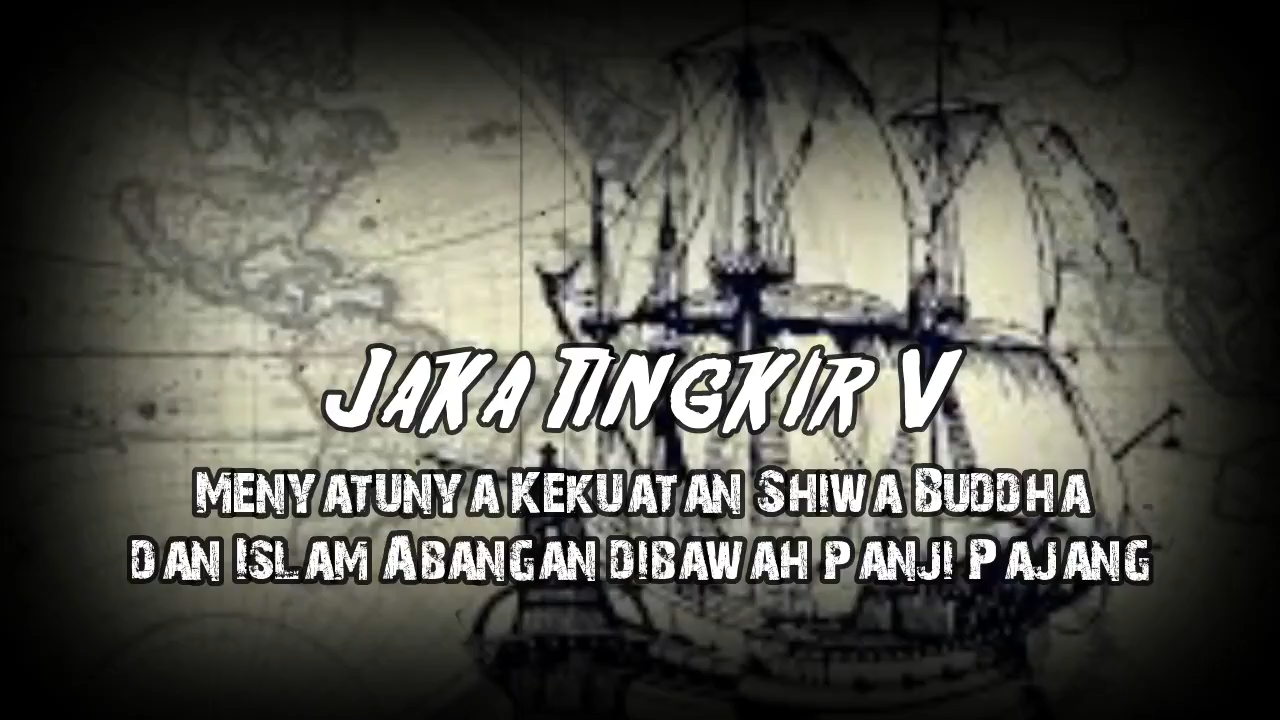 Jaka Tingkir V
Menyatunya Kekuatan Shiwa Buddha
dan Islam Abangan dibawah panji Pajang